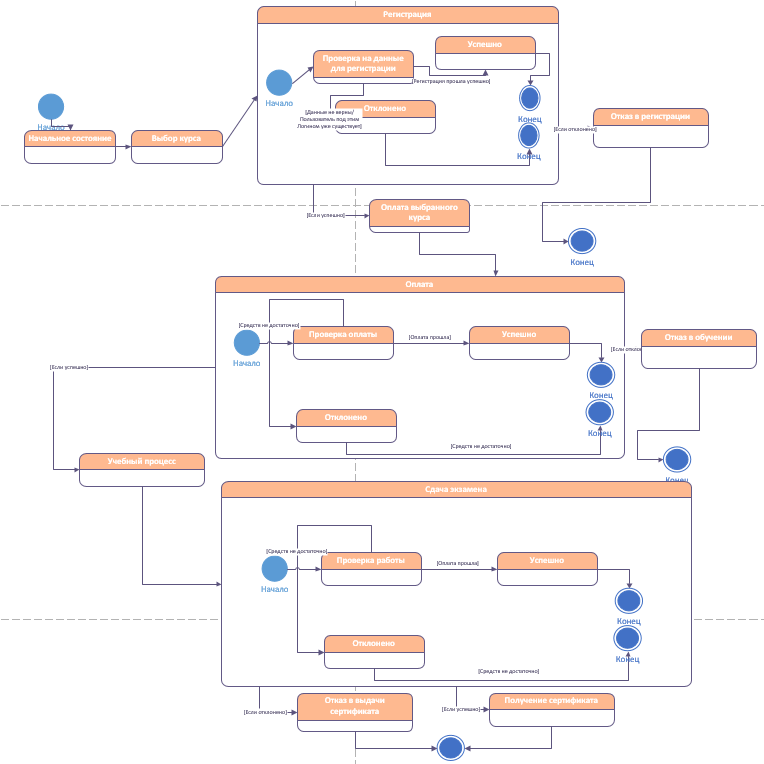 Регистрация
Успешно
Проверка на данные
для регистрации
[Регистрация прошла успешно]
Начало
Начало
[Данные не верны/
Пользователь под этим
Логином уже существует]
Отклонено
Конец
Отказ в регистрации
[Если отклонено]
Начальное состояние
Выбор курса
Конец
Оплата выбранного
курса
[Если успешно]
Конец
Оплата
[Средств не достаточно]
Проверка оплаты
[Оплата прошла]
Успешно
Отказ в обучении
[Если откло
Начало
[Если успешно]
Конец
Отклонено
Конец
[Средств не достаточно]
Учебный процесс
Конец
Сдача экзамена
[Средств не достаточно]
Проверка работы
[Оплата прошла]
Успешно
Начало
Конец
Отклонено
Конец
[Средств не достаточно]
Отказ в выдачи
сертификата
[Если отклонено]
Получение сертификата
[Если успешно]